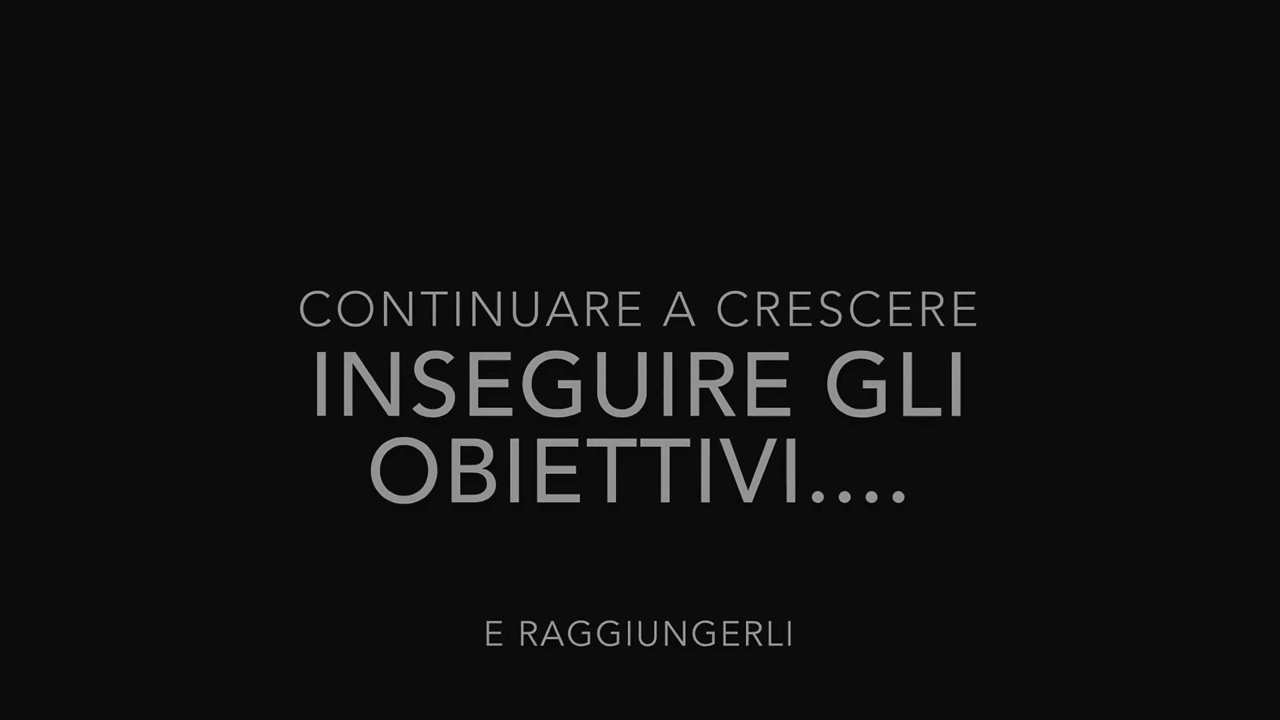 CONTINUARE A CRESCERE
INSEGUIRE GLI
OBIETTIVI....
E RAGGIUNGERLI